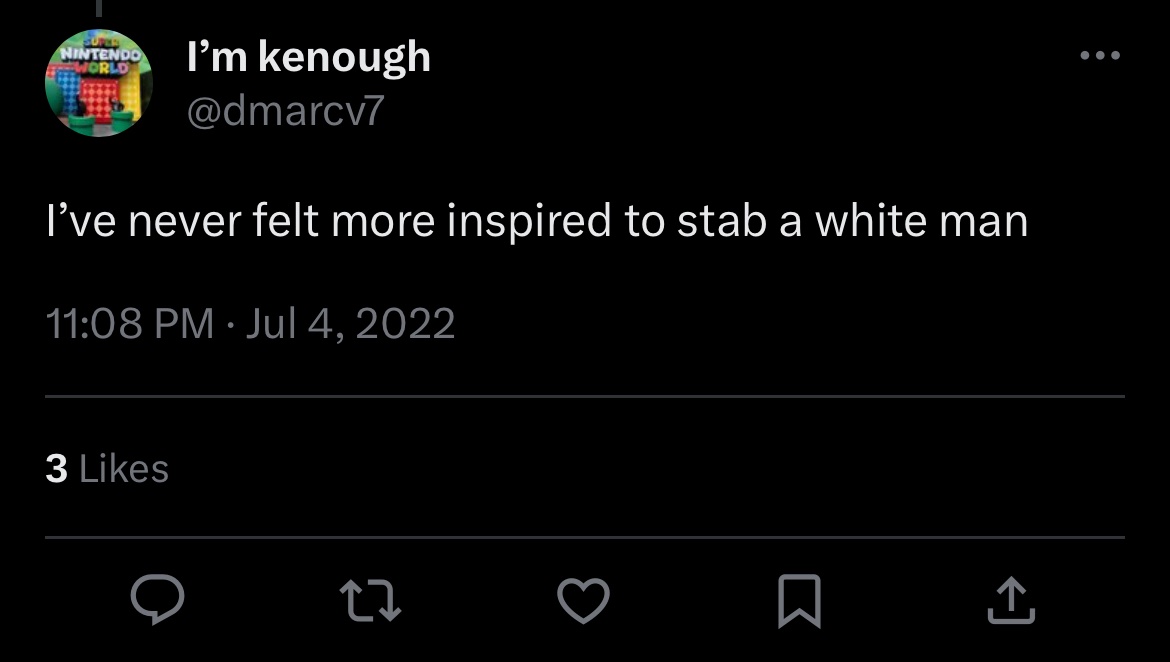 SUPER
NINTENDO
WORLD
I’m kenough
@dmarcv7
I’ve never felt more inspired to stab a white man
11:08 PM · Jul 4, 2022
3 Likes